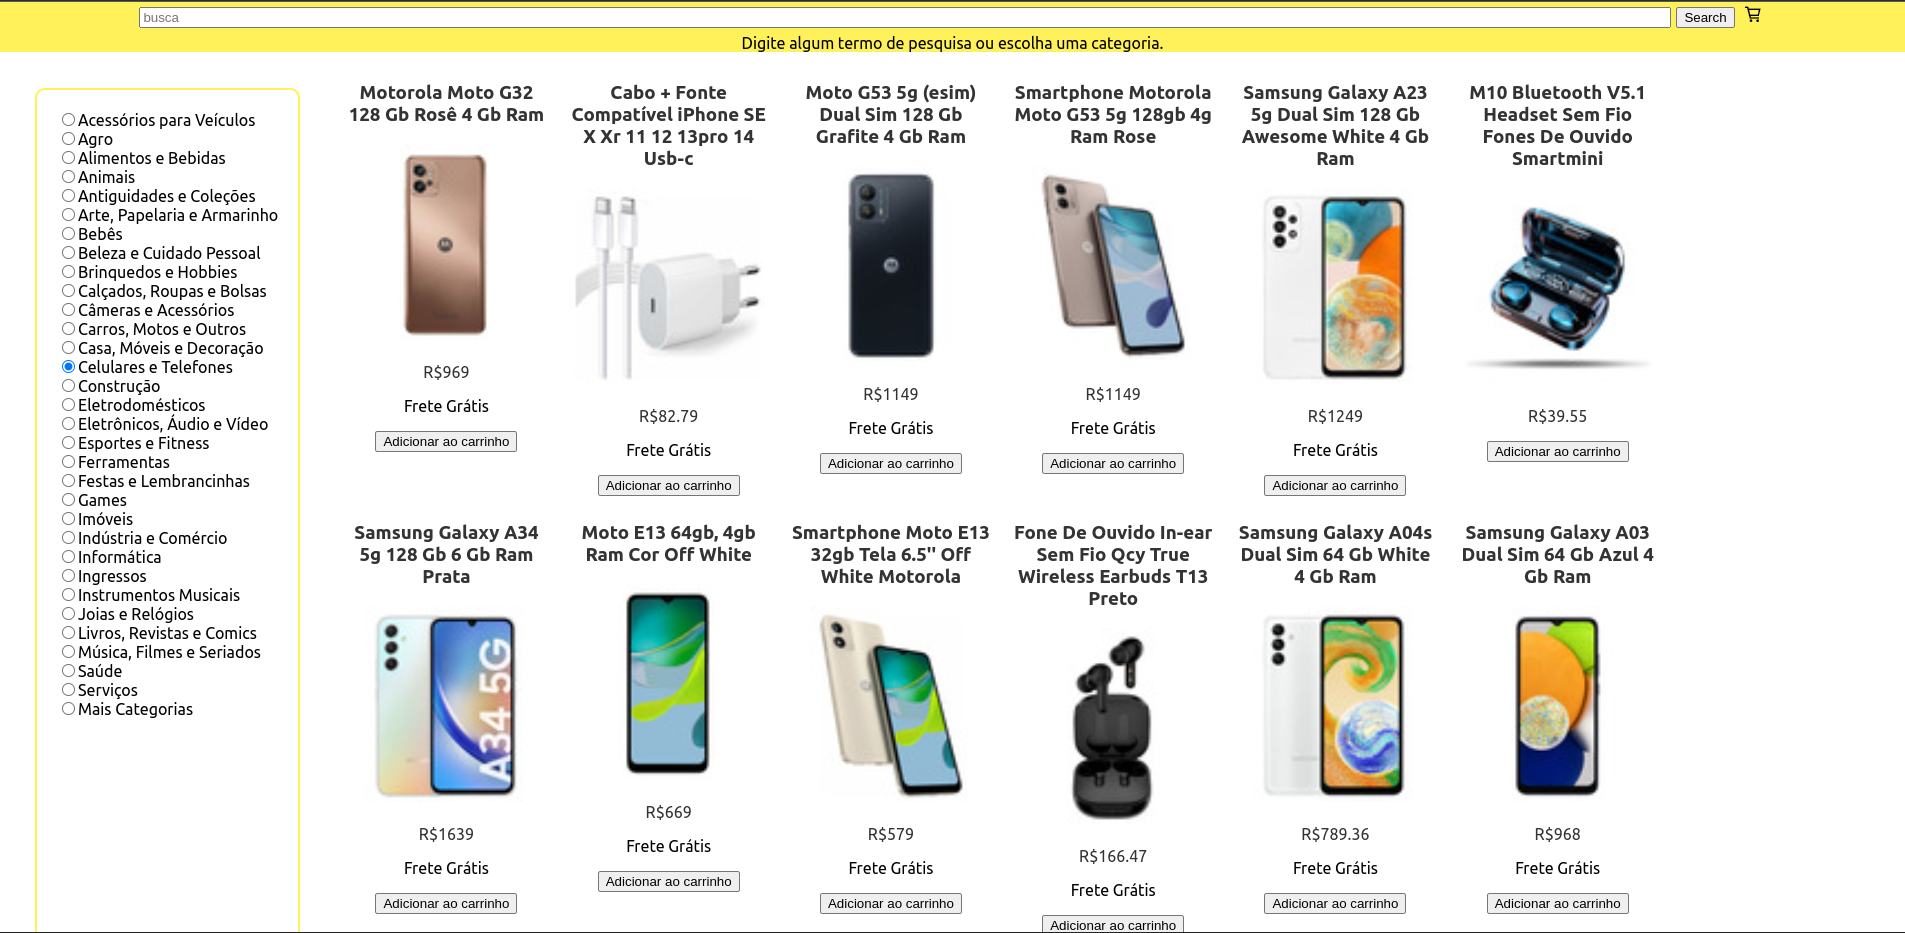 busca
Search
Digite algum termo de pesquisa ou escolha uma categoria.
Acessórios para Veículos
Agro
Alimentos e Bebidas
Animais
Antiguidades e Coleções
Arte, Papelaria e Armarinho
Bebês
Beleza e Cuidado Pessoal
Brinquedos e Hobbies
Calçados, Roupas e Bolsas
Câmeras e Acessórios
Carros, Motos e Outros
Casa, Móveis e Decoração
Celulares e Telefones
Construção
Eletrodomésticos
Eletrônicos, Áudio e Vídeo
Esportes e Fitness
Ferramentas
Festas e Lembrancinhas
Games
Imóveis
Indústria e Comércio
Informática
Ingressos
Instrumentos Musicais
Joias e Relógios
Livros, Revistas e Comics
Música, Filmes e Seriados
Saúde
Serviços
Mais Categorias
Motorola Moto G32
128 Gb Rosê 4 Gb Ram
R$969
Frete Grátis
Adicionar ao carrinho
Cabo + Fonte
Compatível iPhone SE
X Xr 11 12 13pro 14
Usb-c
R$82.79
Frete Grátis
Adicionar ao carrinho
Moto G53 5g (esim)
Dual Sim 128 Gb
Grafite 4 Gb Ram
R$1149
Frete Grátis
Adicionar ao carrinho
Smartphone Motorola
Moto G53 5g 128gb 4g
Ram Rose
R$1149
Frete Grátis
Adicionar ao carrinho
Samsung Galaxy A23
5g Dual Sim 128 Gb
Awesome White 4 Gb
Ram
R$1249
Frete Grátis
Adicionar ao carrinho
M10 Bluetooth V5.1
Headset Sem Fio
Fones De Ouvido
Smartmini
R$39.55
Adicionar ao carrinho
Samsung Galaxy A34
5g 128 Gb 6 Gb Ram
Prata
A34 5G
R$1639
Frete Grátis
Adicionar ao carrinho
Moto E13 64gb, 4gb
Ram Cor Off White
R$669
Frete Grátis
Adicionar ao carrinho
Smartphone Moto E13
32gb Tela 6.5'' Off
White Motorola
R$579
Frete Grátis
Adicionar ao carrinho
Fone De Ouvido In-ear
Sem Fio Qcy True
Wireless Earbuds T13
Preto
R$166.47
Frete Grátis
Adicionar ao carrinho
Samsung Galaxy A04s
Dual Sim 64 Gb White
4 Gb Ram
R$789.36
Frete Grátis
Adicionar ao carrinho
Samsung Galaxy A03
Dual Sim 64 Gb Azul 4
Gb Ram
R$968
Frete Grátis
Adicionar ao carrinho